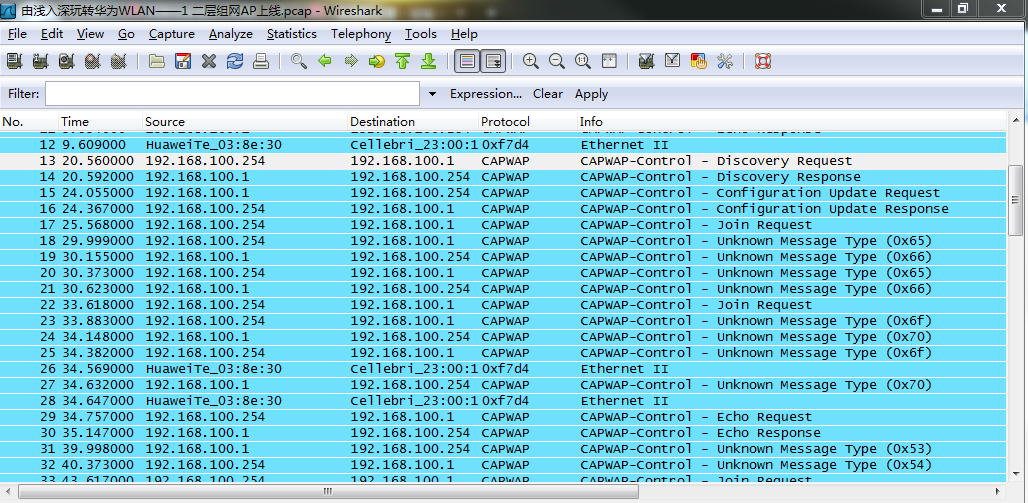 由浅入深玩转华为WLAN——1 二层组网AP上线.pcap - Wireshark
File Edit View Go Capture Analyze Statistics Telephony Tools Help
Filter: Expression... Clear Apply
No. Time Source Destination Protocol Info
12 9.609000 HuaweiTe_03:8e:30 Cellebri_23:00:1 0xf7d4 Ethernet II
13 20.560000 192.168.100.254 192.168.100.1 CAPWAP CAPWAP-Control - Discovery Request
14 20.592000 192.168.100.1 192.168.100.254 CAPWAP CAPWAP-Control - Discovery Response
15 24.055000 192.168.100.1 192.168.100.254 CAPWAP CAPWAP-Control - Configuration Update Request
16 24.367000 192.168.100.254 192.168.100.1 CAPWAP CAPWAP-Control - Configuration Update Response
17 25.568000 192.168.100.254 192.168.100.1 CAPWAP CAPWAP-Control - Join Request
18 29.999000 192.168.100.254 192.168.100.1 CAPWAP CAPWAP-Control - Unknown Message Type (0x65)
19 30.155000 192.168.100.1 192.168.100.254 CAPWAP CAPWAP-Control - Unknown Message Type (0x66)
20 30.373000 192.168.100.254 192.168.100.1 CAPWAP CAPWAP-Control - Unknown Message Type (0x65)
21 30.623000 192.168.100.1 192.168.100.254 CAPWAP CAPWAP-Control - Unknown Message Type (0x66)
22 33.618000 192.168.100.254 192.168.100.1 CAPWAP CAPWAP-Control - Join Request
23 33.883000 192.168.100.254 192.168.100.1 CAPWAP CAPWAP-Control - Unknown Message Type (0x6f)
24 34.148000 192.168.100.1 192.168.100.254 CAPWAP CAPWAP-Control - Unknown Message Type (0x70)
25 34.382000 192.168.100.254 192.168.100.1 CAPWAP CAPWAP-Control - Unknown Message Type (0x6f)
26 34.569000 HuaweiTe_03:8e:30 Cellebri_23:00:1 0xf7d4 Ethernet II
27 34.632000 192.168.100.1 192.168.100.254 CAPWAP CAPWAP-Control - Unknown Message Type (0x70)
28 34.647000 HuaweiTe_03:8e:30 Cellebri_23:00:1 0xf7d4 Ethernet II
29 34.757000 192.168.100.254 192.168.100.1 CAPWAP CAPWAP-Control - Echo Request
30 35.147000 192.168.100.1 192.168.100.254 CAPWAP CAPWAP-Control - Echo Response
31 39.998000 192.168.100.1 192.168.100.254 CAPWAP CAPWAP-Control - Unknown Message Type (0x53)
32 40.373000 192.168.100.254 192.168.100.1 CAPWAP CAPWAP-Control - Unknown Message Type (0x54)
33 43.617000 192.168.100.254 192.168.100.1 CAPWAP CAPWAP-Control - Join Request